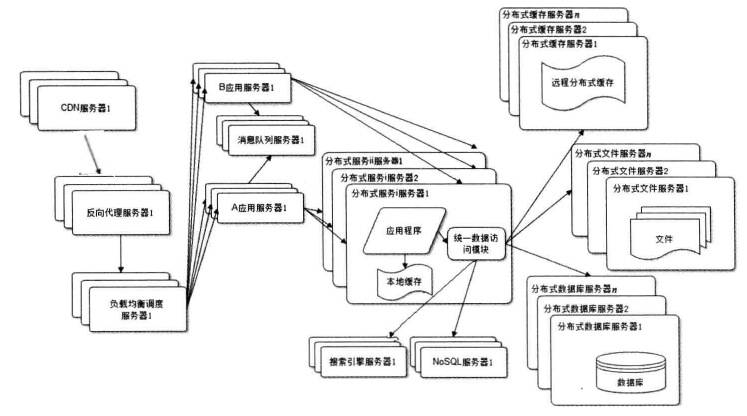 分布式缓存服务器n
分布式缓存服务器2
分布式缓存服务器1
远程分布式缓存
CDN服务器1
B应用服务器1
消息队列服务器1
反向代理服务器1
A应用服务器1
负载均衡调度
服务器1
分布式服务ii服务器1
分布式服务i服务器2
分布式服务i服务器1
应用程序
统一数据访
问模块
本地缓存
分布式文件服务器n
分布式文件服务器2
分布式文件服务器1
文件
分布式数据库服务器n
分布式数据库服务器2
分布式数据库服务器1
数据库
搜索引擎服务器1
NoSQL服务器1